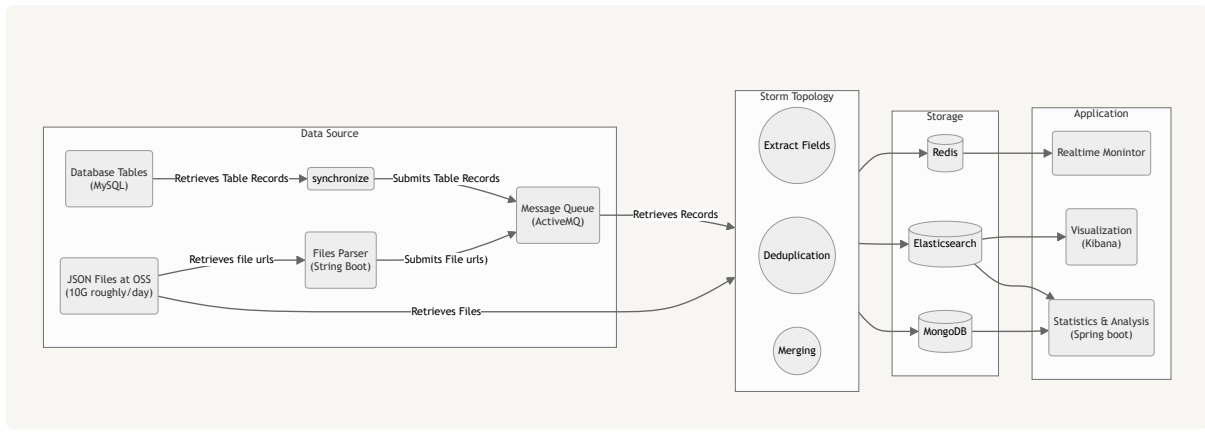 Data Source
Database Tables
(MySQL)
Retrieves Table Records
synchronize
Submits Table Records
Message Queue
(ActiveMQ)
JSON Files at OSS
(10G roughly/day)
Retrieves file urls
Files Parser
(String Boot)
Submits File urls)
Retrieves Files
Retrieves Records
Storm Topology
Extract Fields
Deduplication
Merging
Storage
Redis
Elasticsearch
MongoDB
Application
Realtime Monintor
Visualization
(Kibana)
Statistics & Analysis
(Spring boot)